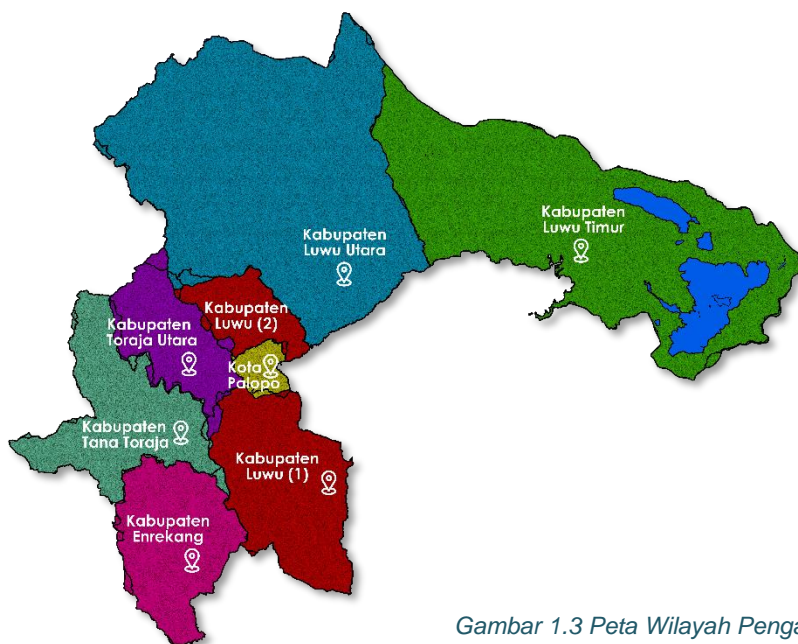 Kabupaten
Luwu Utara
Kabupaten
Luwu Timur
Kabupaten
Luwu (2)
Kabupaten
Toraja Utara
Kota
Palopo
Kabupaten
Tana Toraja
Kabupaten
Luwu (1)
Kabupaten
Enrekang
Gambar 1.3 Peta Wilayah